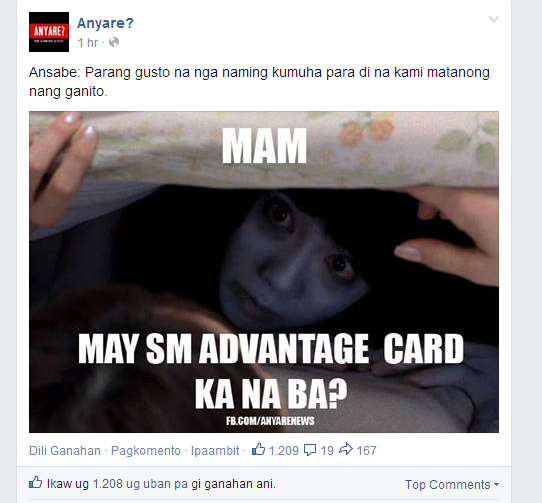 ANYARE?
Anyare?
1 hr ·
Ansabe: Parang gusto na nga naming kumuha para di na kami matanong
nang ganito.
MAM
MAY SM ADVANTAGE CARD
KA NA BA?
FB.COM/ANYARENEWS
Dili Ganahan · Pagkomento · Ipaambit · 1.209 19 167
Ikaw ug 1.208 ug uban pa gi ganahan ani.
Top Comments